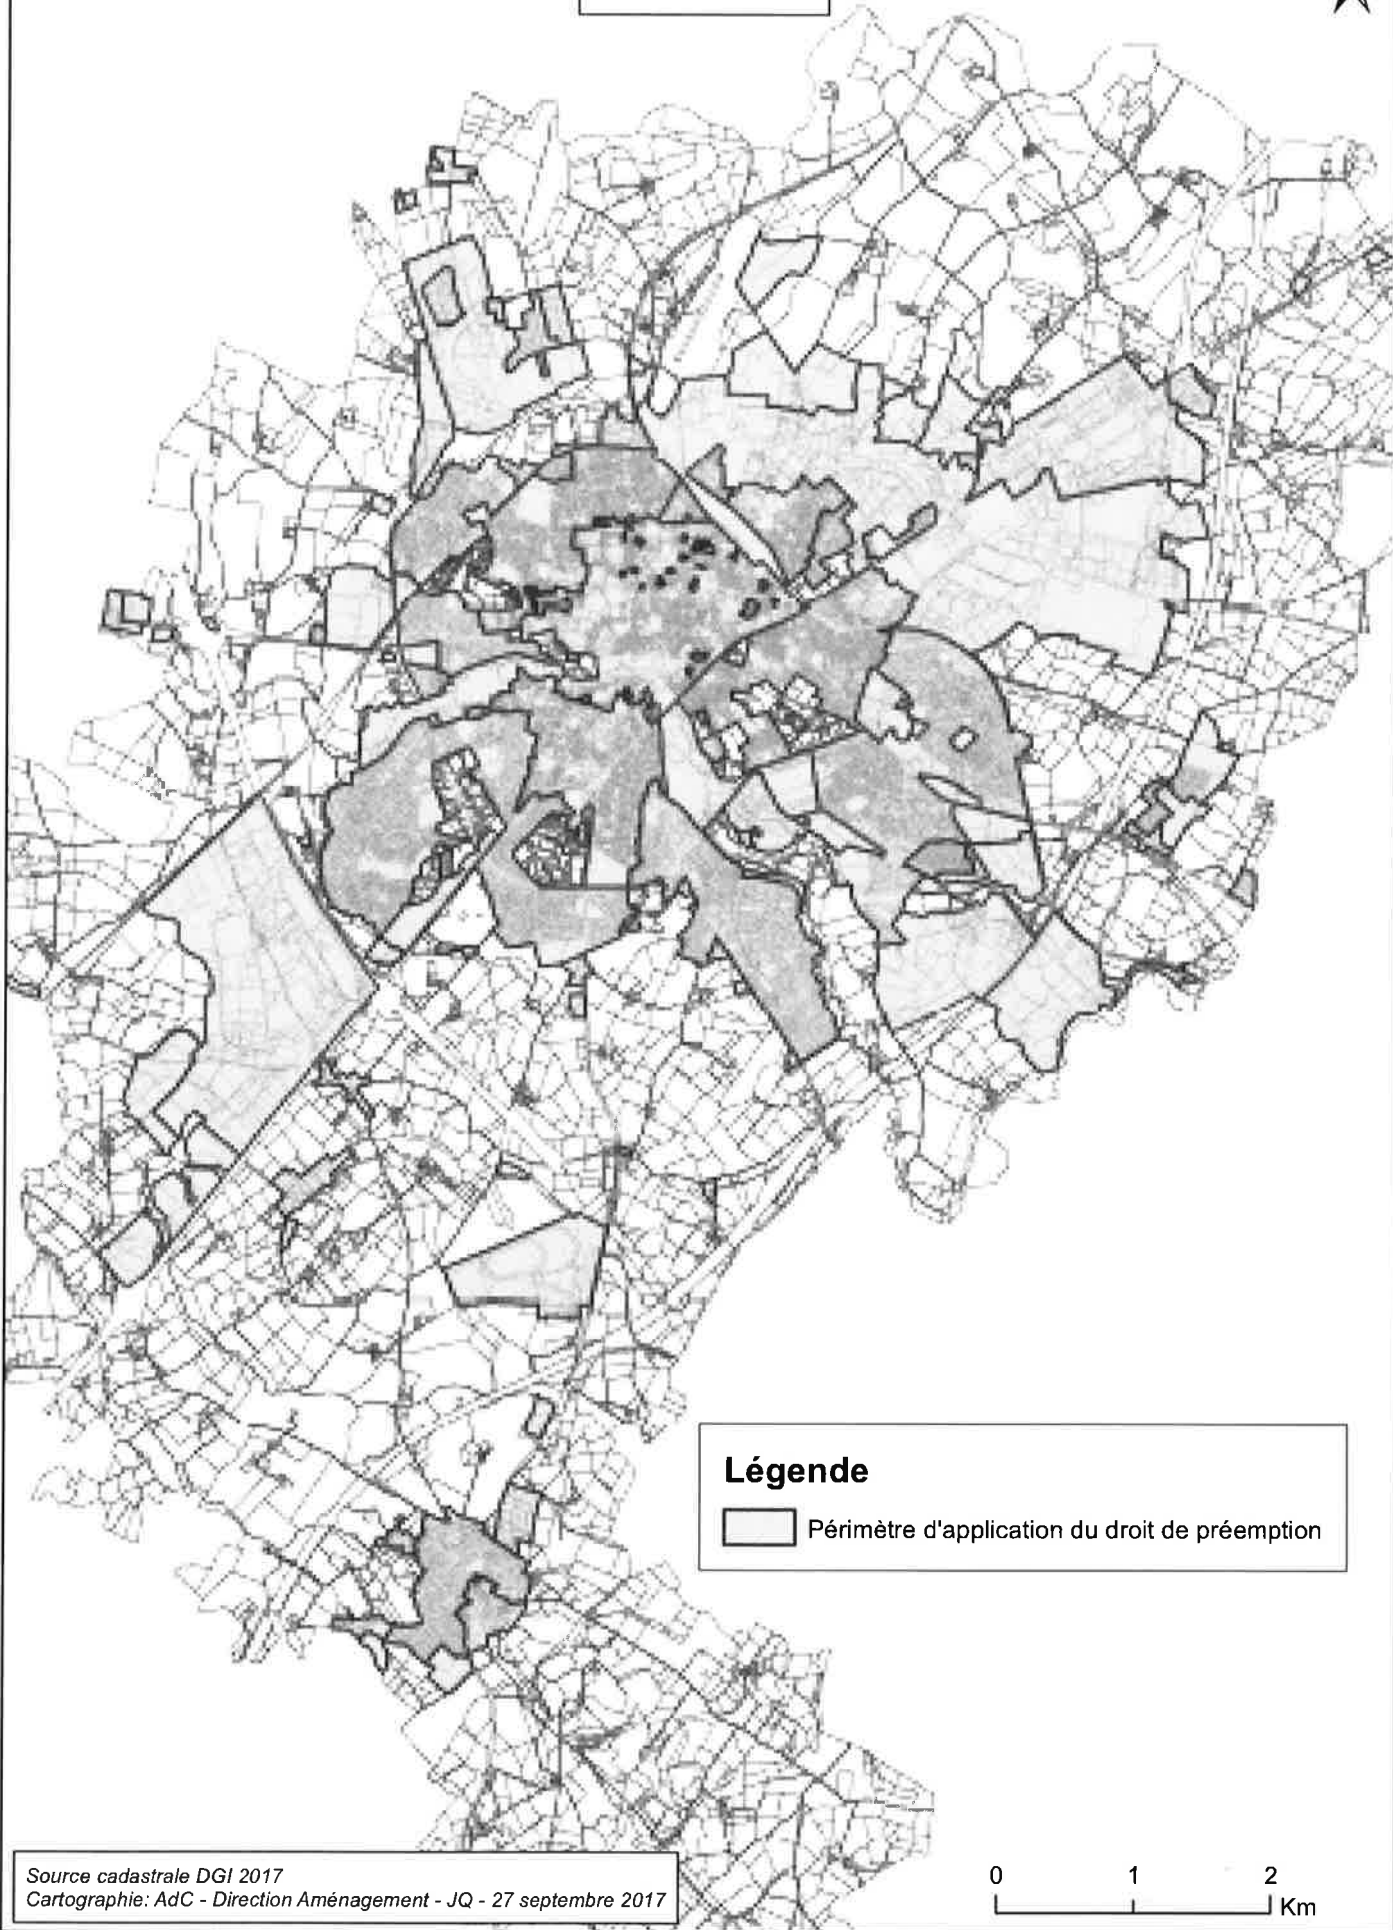 Légende
Périmètre d'application du droit de préemption
Source cadastrale DGI 2017
Cartographie: AdC - Direction Aménagement - JQ - 27 septembre 2017
0 1 2
Km